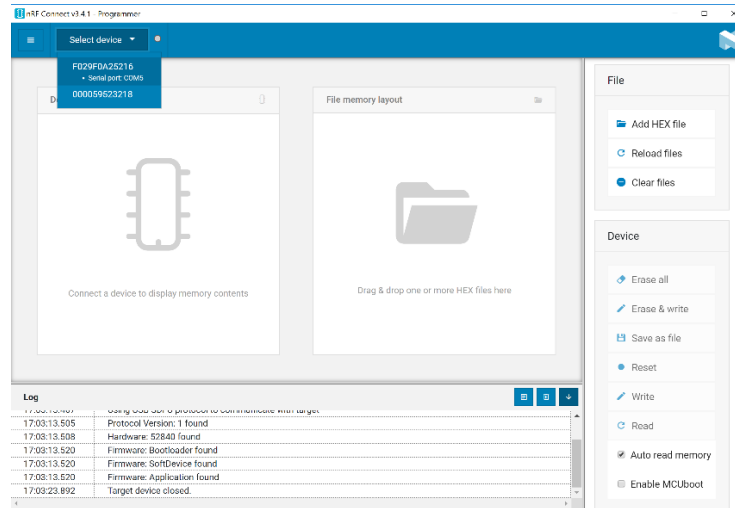 nRF Connect v3.4.1 - Programmer
Select device
F029F0A25216
• Serial port: COM5
000059523218
File memory layout
Connect a device to display memory contents
Drag & drop one or more HEX files here
File
Add HEX file
Reload files
Clear files
Device
Erase all
Erase & write
Save as file
Reset
Write
Read
Auto read memory
Enable MCUboot
Log
17:03:13.505 Protocol Version: 1 found
17:03:13.508 Hardware: 52840 found
17:03:13.520 Firmware: Bootloader found
17:03:13.520 Firmware: SoftDevice found
17:03:13.520 Firmware: Application found
17:03:23.892 Target device closed.